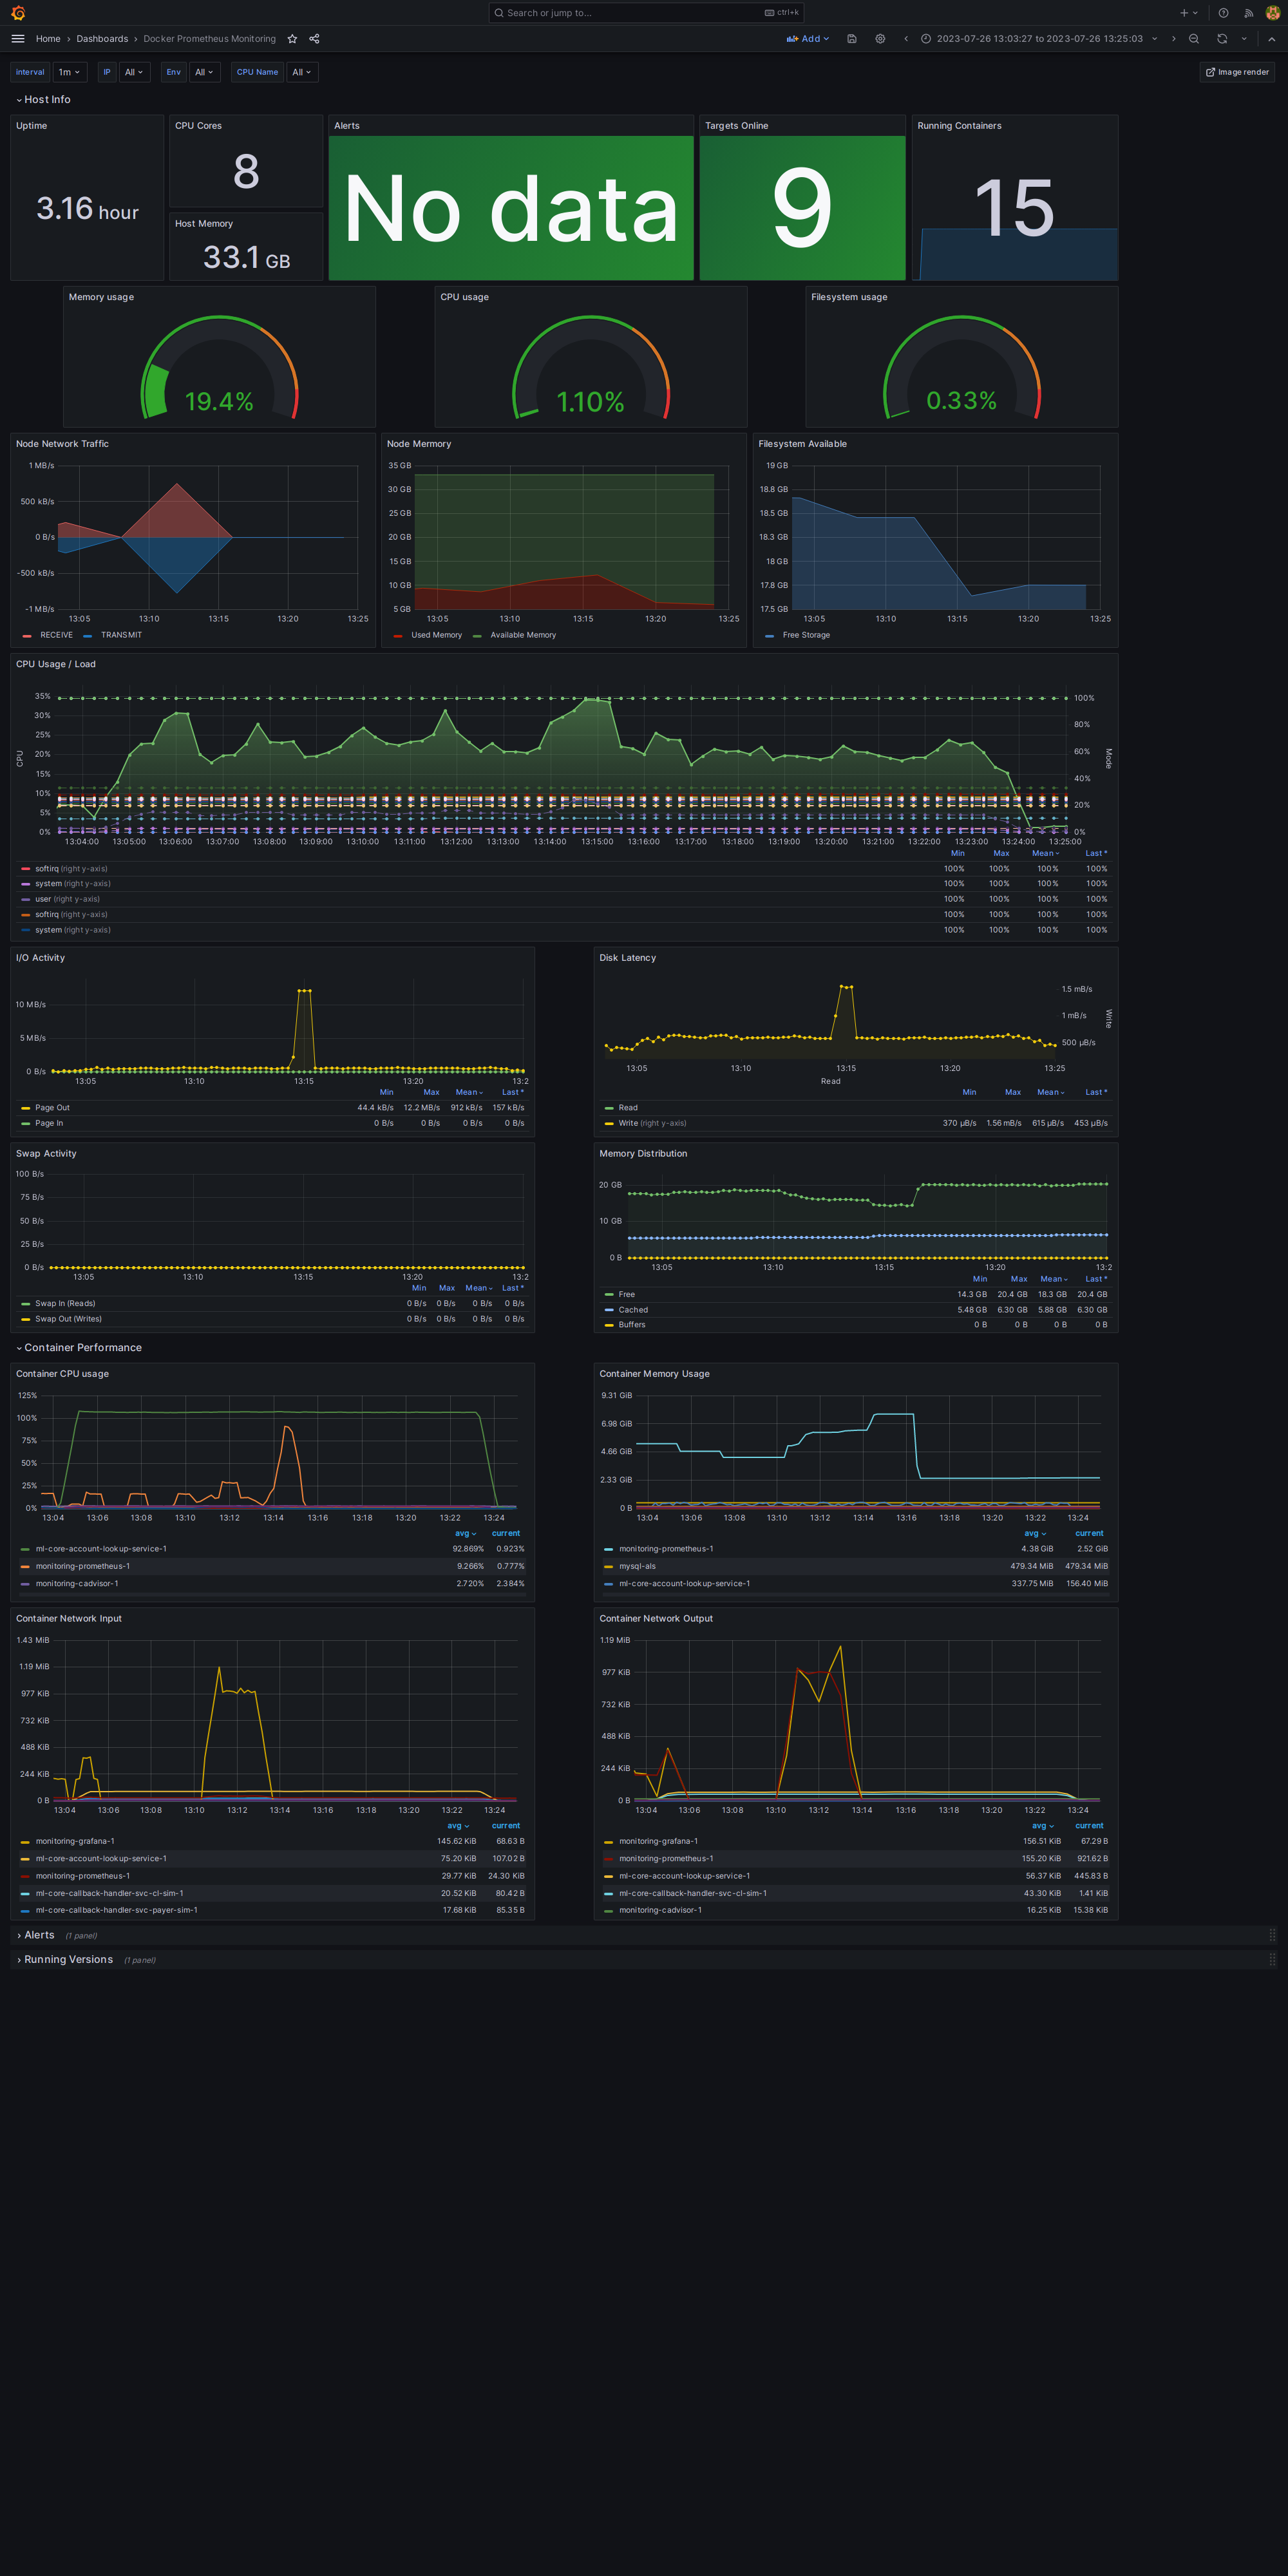 Search or jump to...
ctrl+k
Home › Dashboards › Docker Prometheus Monitoring
Add
2023-07-26 13:03:27 to 2023-07-26 13:25:03
interval 1m IP All Env All CPU Name All
Image render
Host Info
Uptime
3.16 hour
CPU Cores
8
Host Memory
33.1 GB
Alerts
No data
Targets Online
9
Running Containers
15
Memory usage
19.4%
CPU usage
1.10%
Filesystem usage
0.33%
Node Network Traffic
1 MB/s
500 kB/s
0 B/s
-500 kB/s
-1 MB/s
13:05 13:10 13:15 13:20 13:25
RECEIVE TRANSMIT
Node Mermory
35 GB
30 GB
25 GB
20 GB
15 GB
10 GB
5 GB
13:05 13:10 13:15 13:20 13:25
Used Memory Available Memory
Filesystem Available
19 GB
18.8 GB
18.5 GB
18.3 GB
18 GB
17.8 GB
17.5 GB
13:05 13:10 13:15 13:20 13:25
Free Storage
CPU Usage / Load
CPU
35%
30%
25%
20%
15%
10%
5%
0%
100%
80%
60%
40%
20%
0%
Mode
13:04:00 13:05:00 13:06:00 13:07:00 13:08:00 13:09:00 13:10:00 13:11:00 13:12:00 13:13:00 13:14:00 13:15:00 13:16:00 13:17:00 13:18:00 13:19:00 13:20:00 13:21:00 13:22:00 13:23:00 13:24:00 13:25:00
Min Max Mean Last *
softirq (right y-axis) 100% 100% 100% 100%
system (right y-axis) 100% 100% 100% 100%
user (right y-axis) 100% 100% 100% 100%
softirq (right y-axis) 100% 100% 100% 100%
system (right y-axis) 100% 100% 100% 100%
I/O Activity
10 MB/s
5 MB/s
0 B/s
13:05 13:10 13:15 13:20 13:2
Min Max Mean Last *
Page Out 44.4 kB/s 12.2 MB/s 912 kB/s 157 kB/s
Page In 0 B/s 0 B/s 0 B/s 0 B/s
Disk Latency
1.5 mB/s
1 mB/s
500 µB/s
Write
13:05 13:10 13:15 13:20 13:25
Read
Min Max Mean Last *
Read
Write (right y-axis) 370 µB/s 1.56 mB/s 615 µB/s 453 µB/s
Swap Activity
100 B/s
75 B/s
50 B/s
25 B/s
0 B/s
13:05 13:10 13:15 13:20 13:2
Min Max Mean Last *
Swap In (Reads) 0 B/s 0 B/s 0 B/s 0 B/s
Swap Out (Writes) 0 B/s 0 B/s 0 B/s 0 B/s
Memory Distribution
20 GB
10 GB
0 B
13:05 13:10 13:15 13:20 13:2
Min Max Mean Last *
Free 14.3 GB 20.4 GB 18.3 GB 20.4 GB
Cached 5.48 GB 6.30 GB 5.88 GB 6.30 GB
Buffers 0 B 0 B 0 B 0 B
Container Performance
Container CPU usage
125%
100%
75%
50%
25%
0%
13:04 13:06 13:08 13:10 13:12 13:14 13:16 13:18 13:20 13:22 13:24
avg current
ml-core-account-lookup-service-1 92.869% 0.923%
monitoring-prometheus-1 9.266% 0.777%
monitoring-cadvisor-1 2.720% 2.384%
Container Memory Usage
9.31 GiB
6.98 GiB
4.66 GiB
2.33 GiB
0 B
13:04 13:06 13:08 13:10 13:12 13:14 13:16 13:18 13:20 13:22 13:24
avg current
monitoring-prometheus-1 4.38 GiB 2.52 GiB
mysql-als 479.34 MiB 479.34 MiB
ml-core-account-lookup-service-1 337.75 MiB 156.40 MiB
Container Network Input
1.43 MiB
1.19 MiB
977 KiB
732 KiB
488 KiB
244 KiB
0 B
13:04 13:06 13:08 13:10 13:12 13:14 13:16 13:18 13:20 13:22 13:24
avg current
monitoring-grafana-1 145.62 KiB 68.63 B
ml-core-account-lookup-service-1 75.20 KiB 107.02 B
monitoring-prometheus-1 29.77 KiB 24.30 KiB
ml-core-callback-handler-svc-cl-sim-1 20.52 KiB 80.42 B
ml-core-callback-handler-svc-payer-sim-1 17.68 KiB 85.35 B
Container Network Output
1.19 MiB
977 KiB
732 KiB
488 KiB
244 KiB
0 B
13:04 13:06 13:08 13:10 13:12 13:14 13:16 13:18 13:20 13:22 13:24
avg current
monitoring-grafana-1 156.51 KiB 67.29 B
monitoring-prometheus-1 155.20 KiB 921.62 B
ml-core-account-lookup-service-1 56.37 KiB 445.83 B
ml-core-callback-handler-svc-cl-sim-1 43.30 KiB 1.41 KiB
monitoring-cadvisor-1 16.25 KiB 15.38 KiB
Alerts (1 panel)
Running Versions (1 panel)